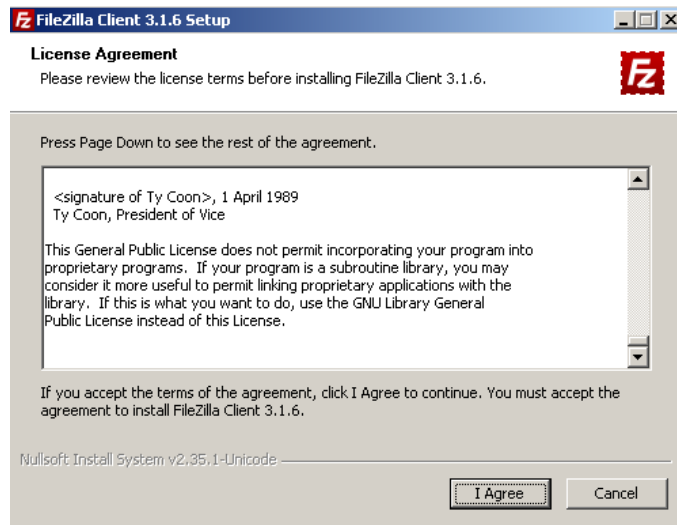 FileZilla Client 3.1.6 Setup
License Agreement
Please review the license terms before installing FileZilla Client 3.1.6.
Fz
Press Page Down to see the rest of the agreement.
<signature of Ty Coon>, 1 April 1989
Ty Coon, President of Vice
This General Public License does not permit incorporating your program into
proprietary programs.  If your program is a subroutine library, you may
consider it more useful to permit linking proprietary applications with the
library.  If this is what you want to do, use the GNU Library General
Public License instead of this License.
If you accept the terms of the agreement, click I Agree to continue. You must accept the
agreement to install FileZilla Client 3.1.6.
Nullsoft Install System v2.35.1-Unicode
I Agree
Cancel